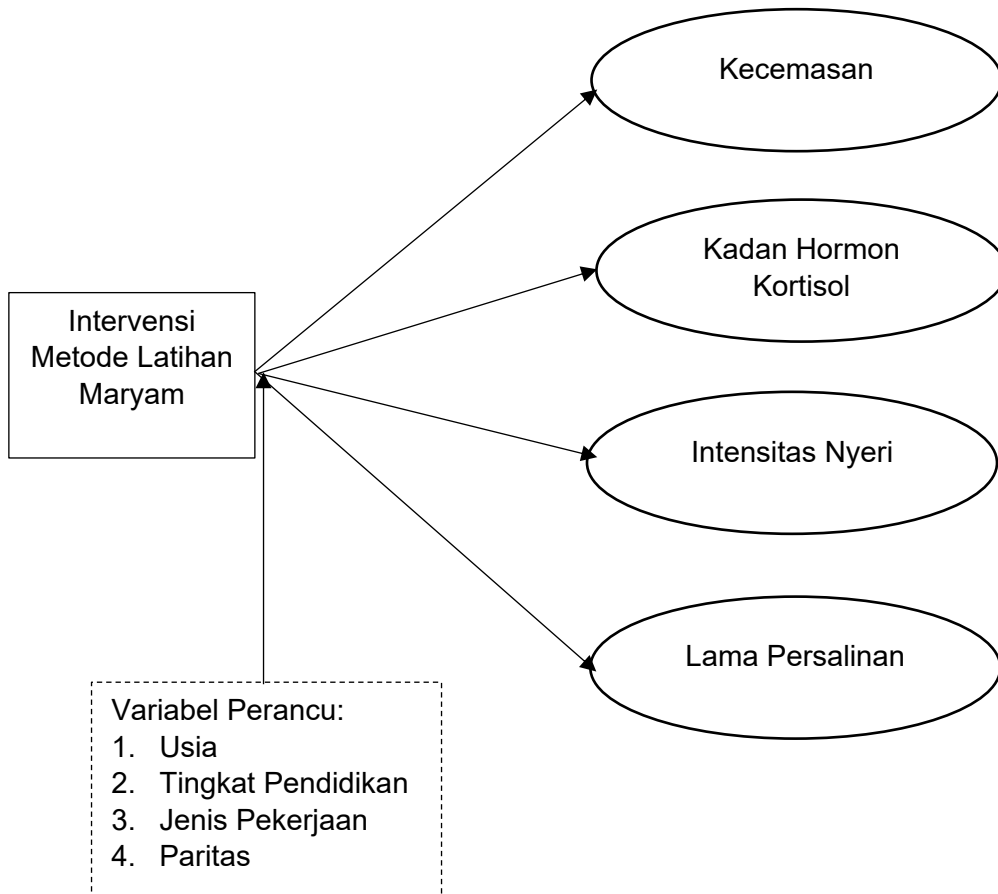 Kecemasan
Kadan Hormon
Kortisol
Intervensi
Metode Latihan
Maryam
Intensitas Nyeri
Lama Persalinan
Variabel Perancu:
1. Usia
2. Tingkat Pendidikan
3. Jenis Pekerjaan
4. Paritas